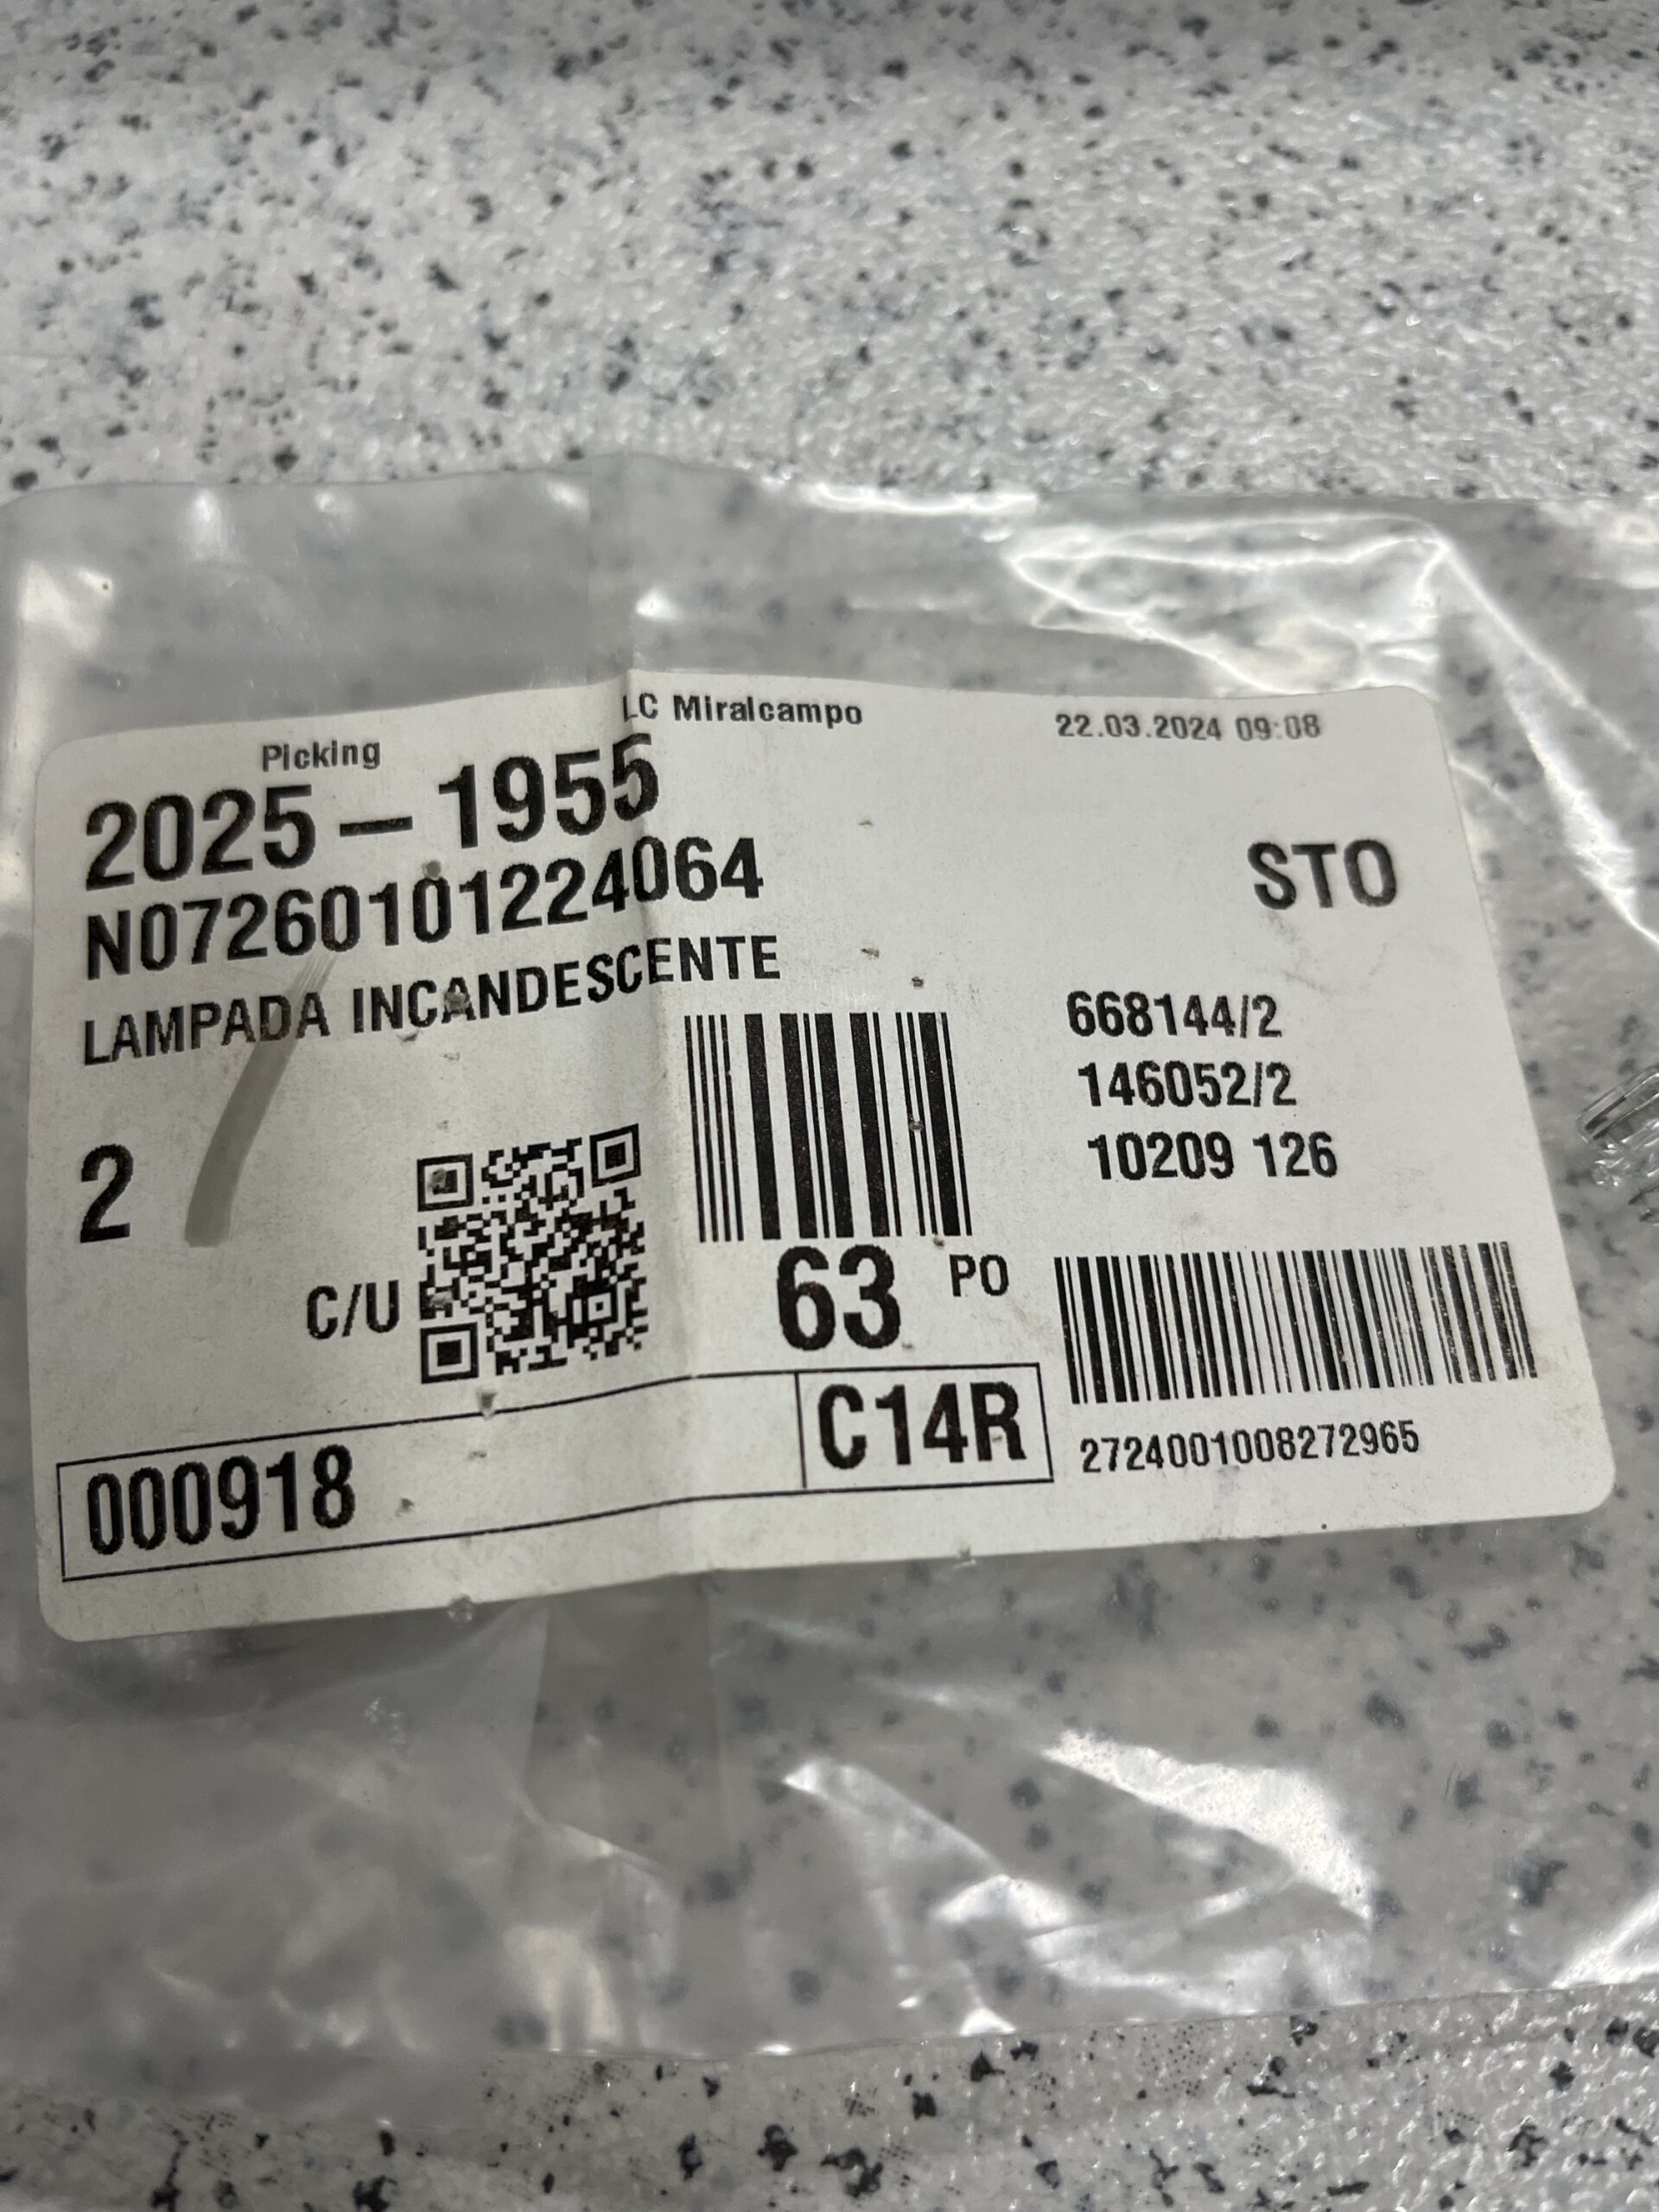 LC Miralcampo
22.03.2024 09:08
Picking
2025 — 1955
N07260101224064
STO
LAMPADA INCANDESCENTE
668144/2
146052/2
10209 126
2
C/U
63 PO
000918
C14R
2724001008272965